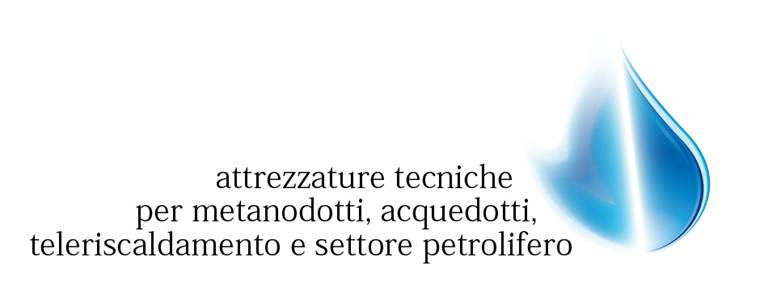 attrezzature tecniche
per metanodotti, acquedotti,
teleriscaldamento e settore petrolifero